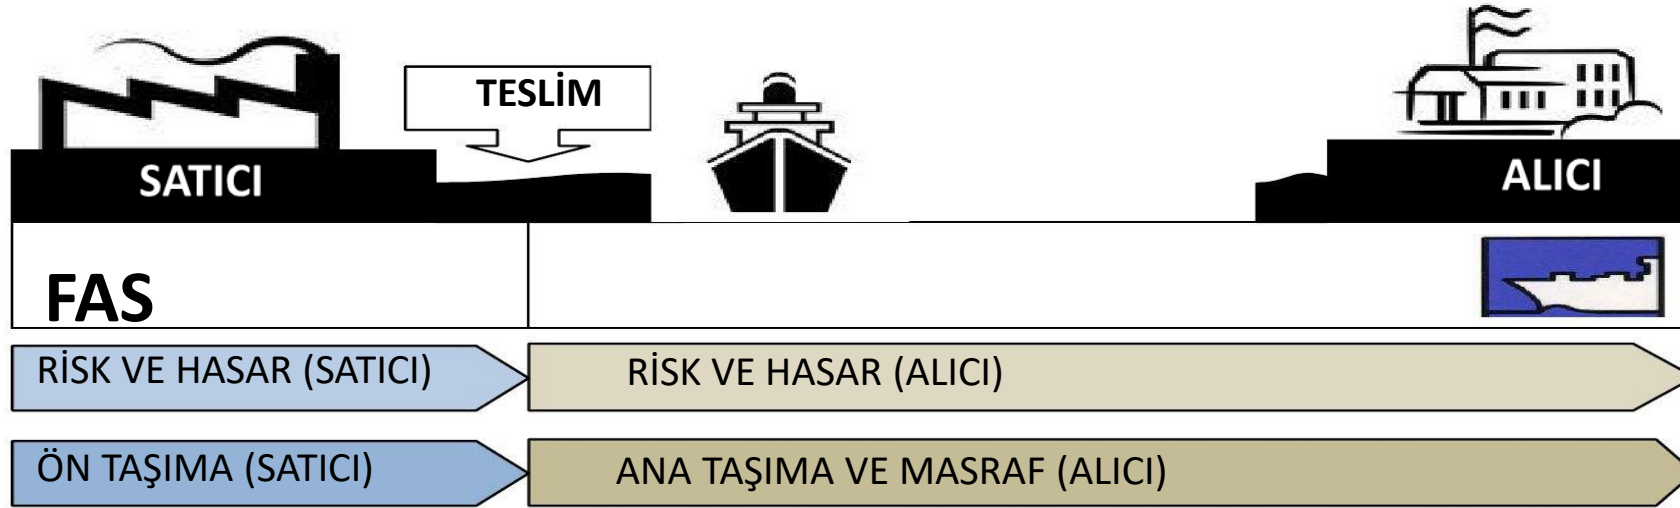 TESLİM
SATICI
ALICI
FAS
RİSK VE HASAR (SATICI)
RİSK VE HASAR (ALICI)
ÖN TAŞIMA (SATICI)
ANA TAŞIMA VE MASRAF (ALICI)